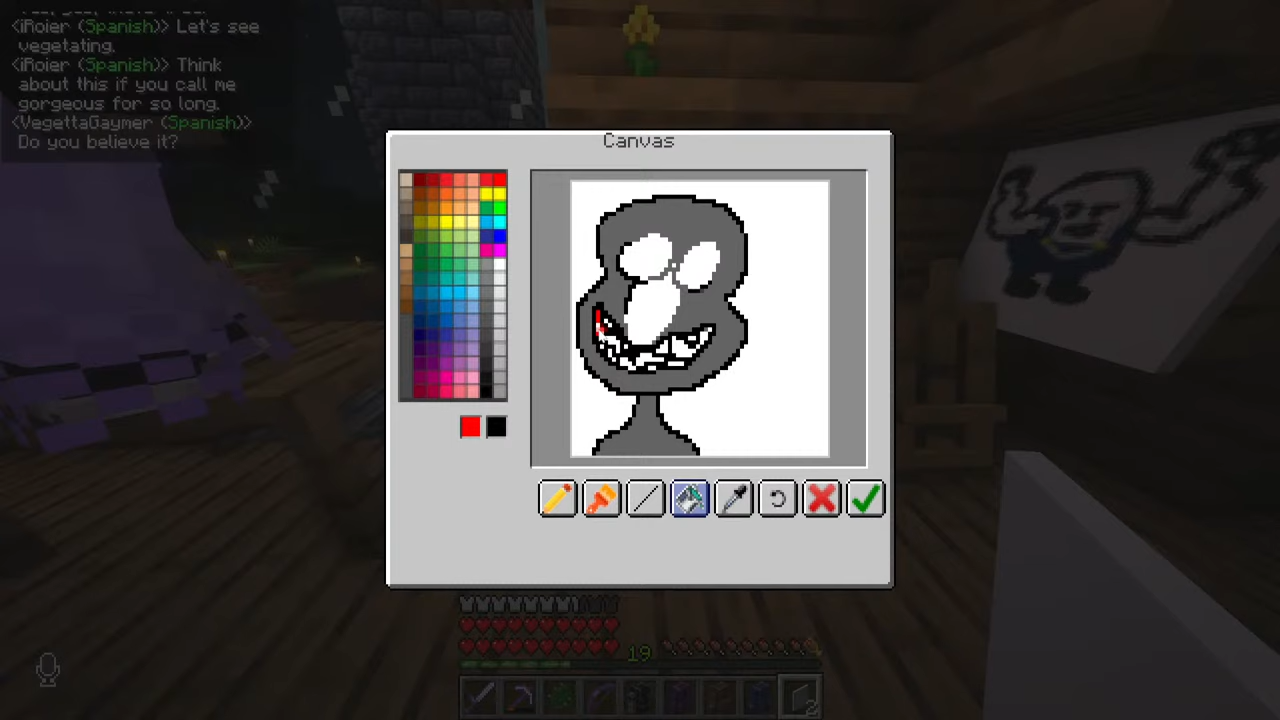 <iRoier (Spanish)> Let's see
vegetating.
<iRoier (Spanish)> Think
about this if you call me
gorgeous for so long.
<VegettaGaymer (Spanish)>
Do you believe it?
Canvas
19
2